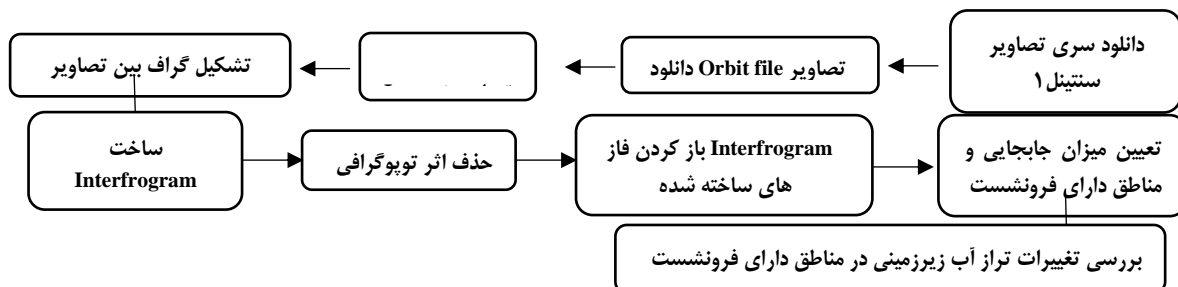 دانلود سری تصاویر
سنتینل۱
تصاویر Orbit file دانلود
تشکیل گراف بین تصاویر
ساخت
Interfrogram
حذف اثر توپوگرافی
Interfrogram باز کردن فاز
های ساخته شده
تعیین میزان جابجایی و
مناطق دارای فرونشست
بررسی تغییرات تراز آب زیرزمینی در مناطق دارای فرونشست